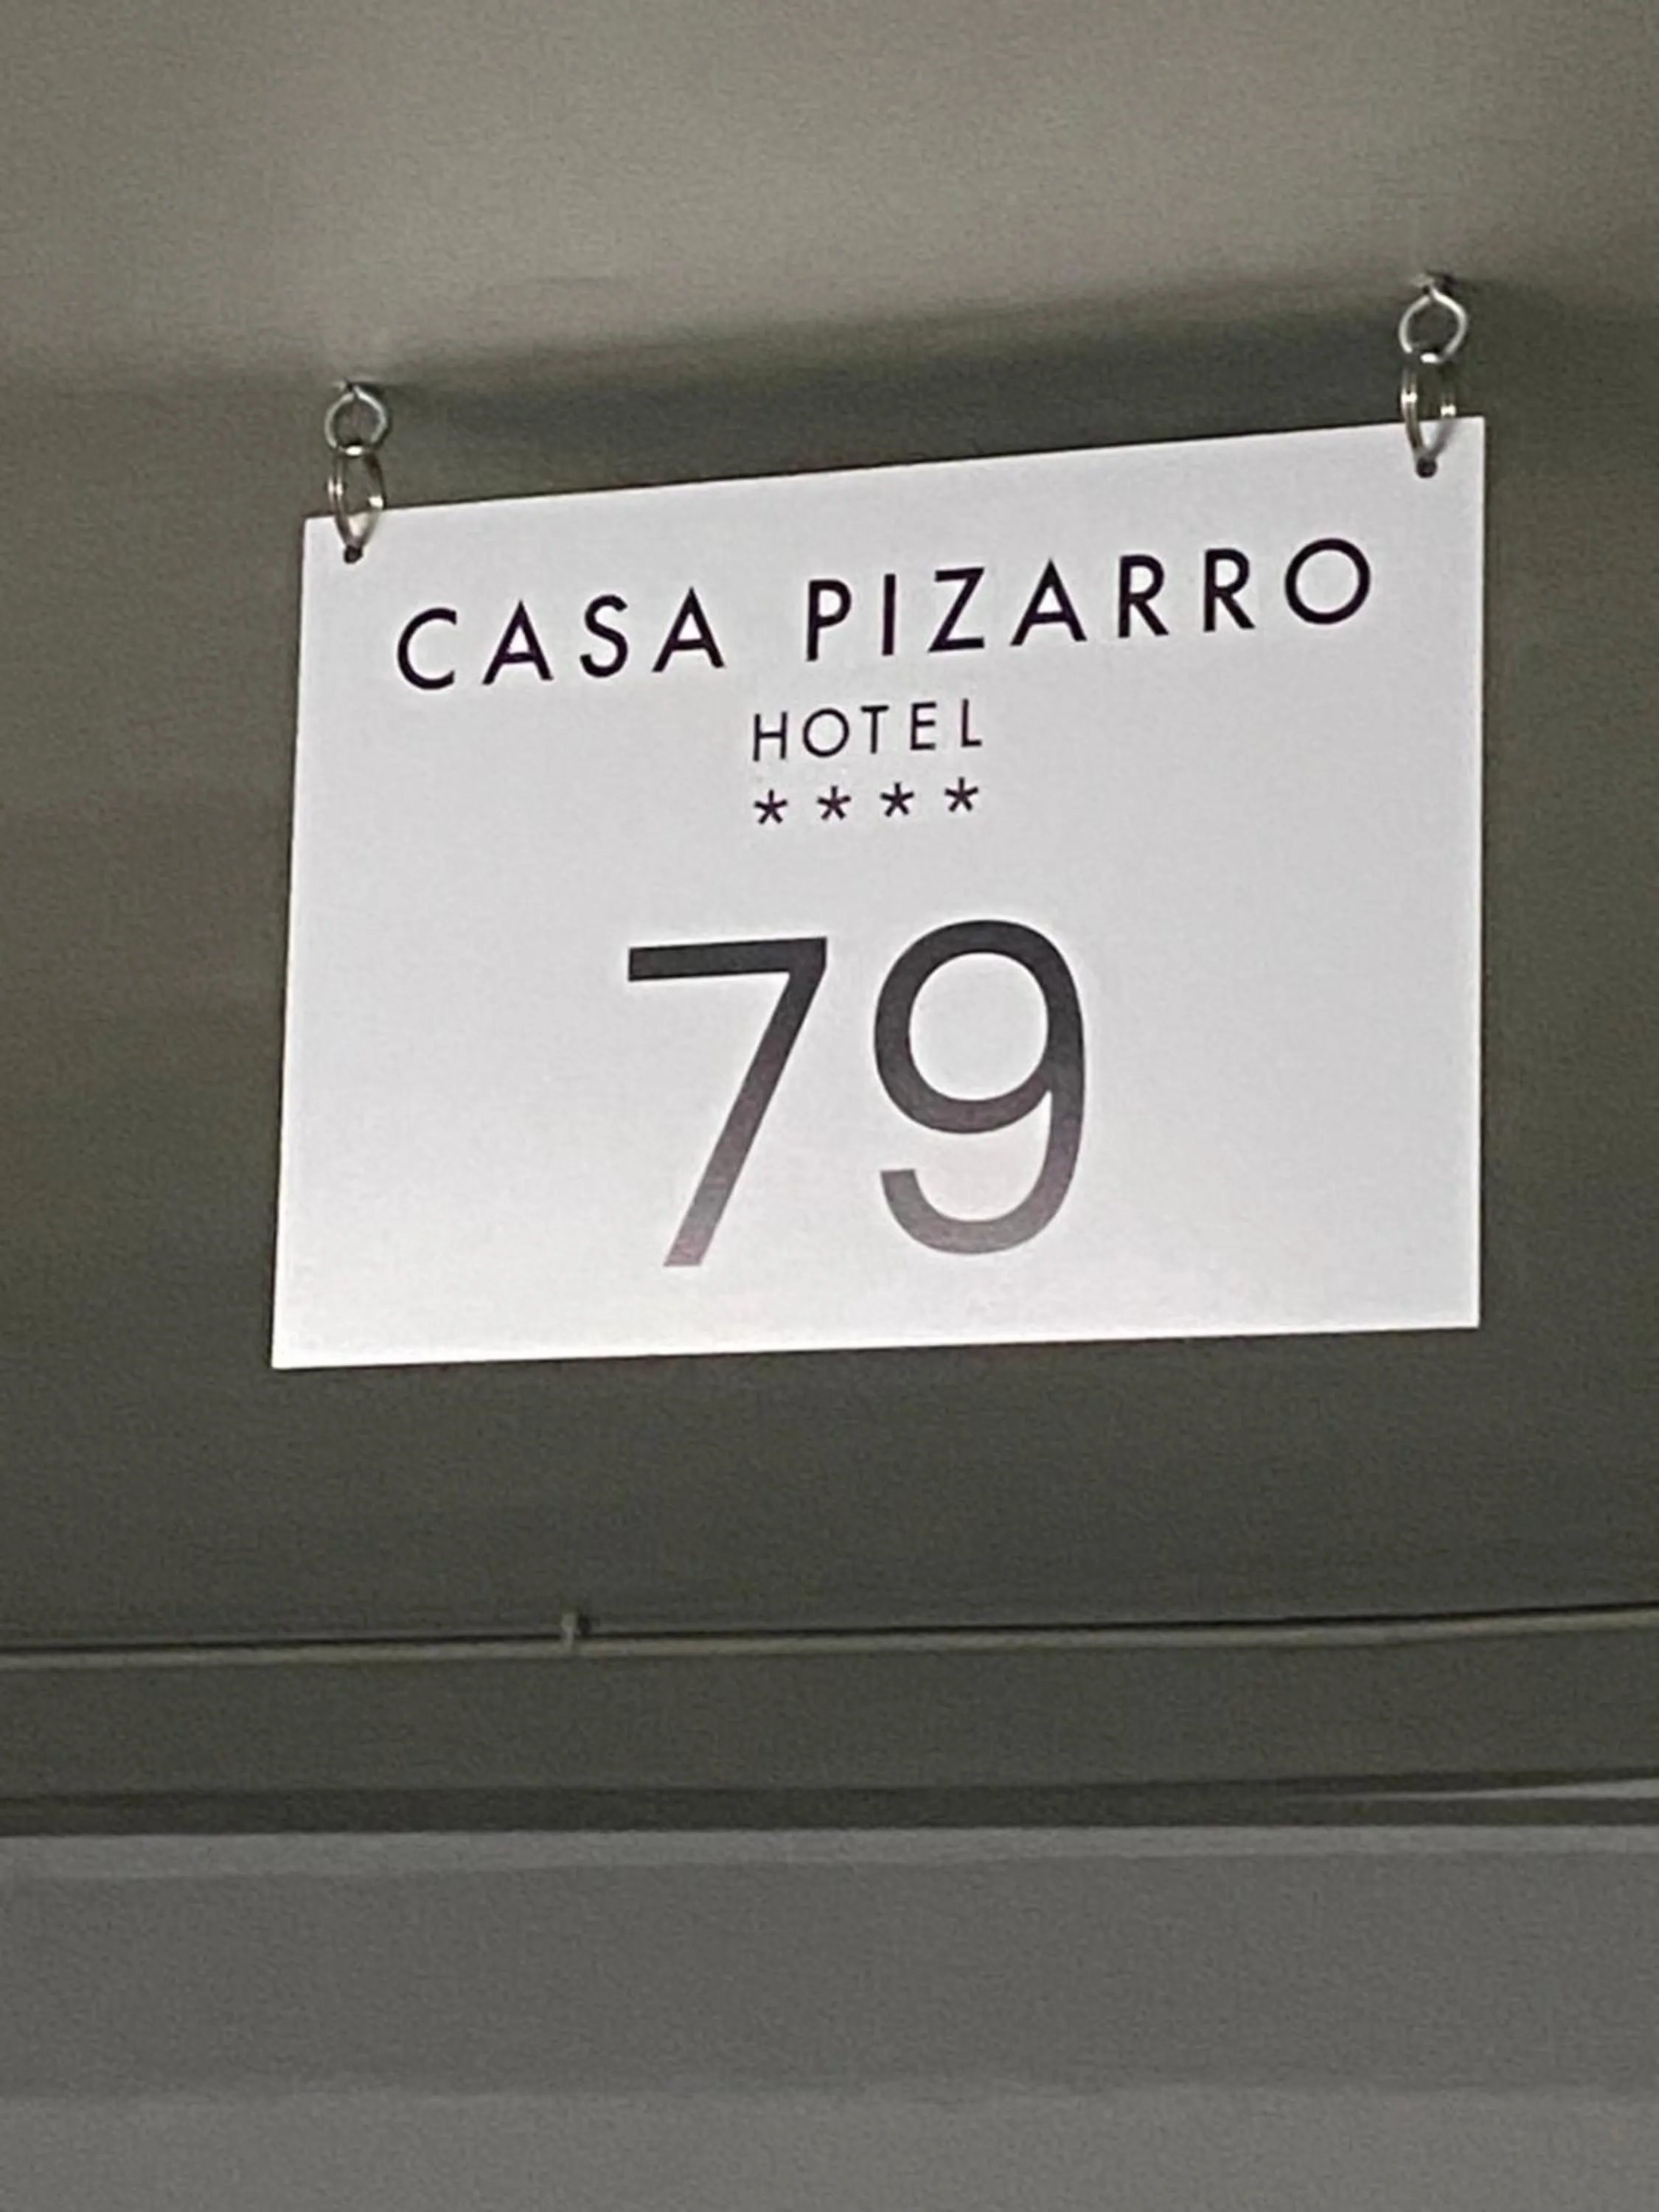 CASA PIZARRO
HOTEL
****
79